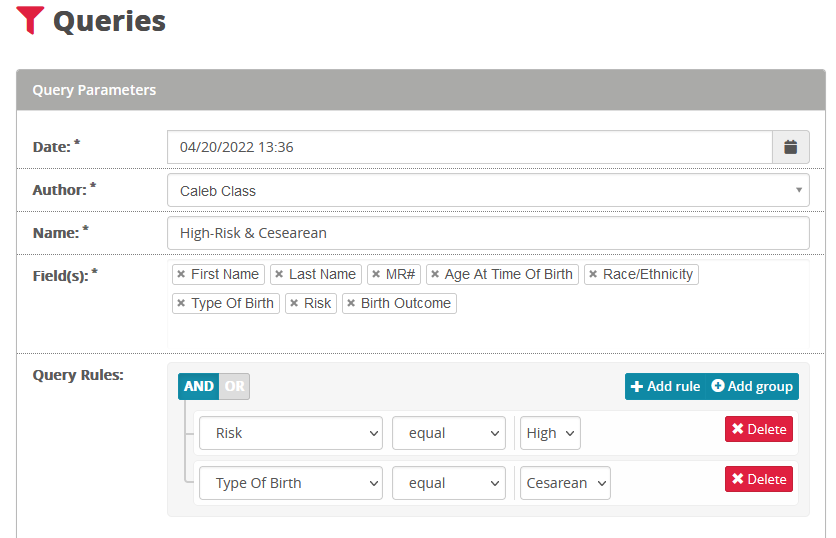 Queries
Query Parameters
Date: *
04/20/2022 13:36
Author: *
Caleb Class
Name: *
High-Risk & Cesearean
Field(s): *
× First Name × Last Name × MR# × Age At Time Of Birth × Race/Ethnicity
× Type Of Birth × Risk × Birth Outcome
Query Rules:
AND OR
Add rule Add group
Risk equal High Delete
Type Of Birth equal Cesarean Delete